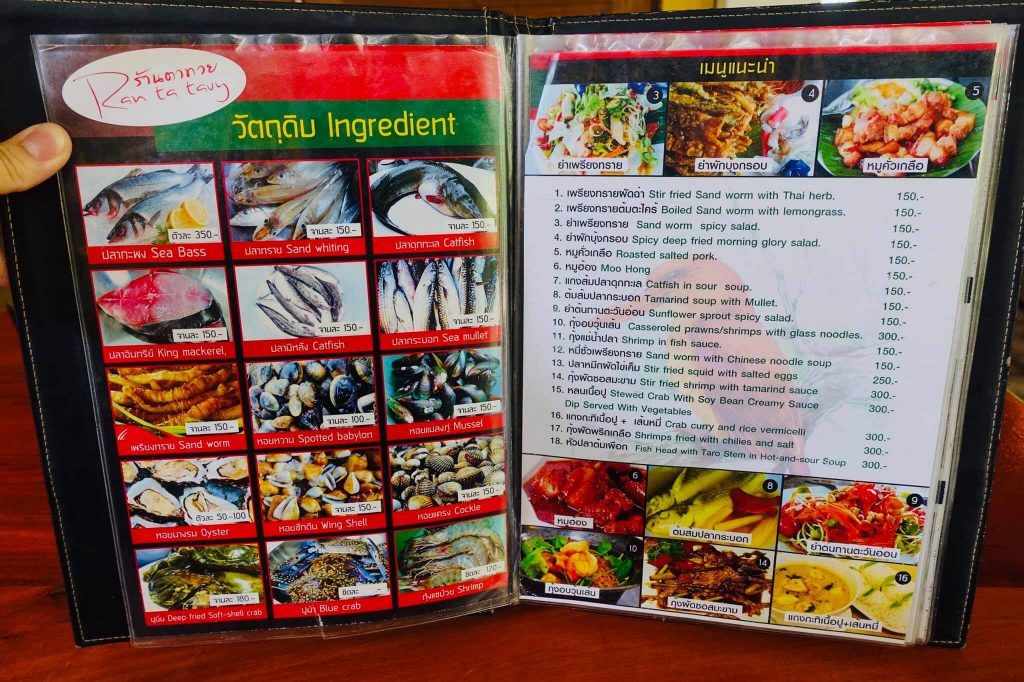 ร้านตาทวย
Ran ta tauy
วัตถุดิบ Ingredient
ตัวละ 350.-
จานละ 150.-
จานละ 150.-
ปลากะพง Sea Bass
ปลาทราย Sand whiting
ปลาดุกทะเล Catfish
จานละ 150.-
จานละ 150.-
จานละ 150.-
ปลาอินทรีย์ King mackerel,
ปลามิหลัง Catfish
ปลากระบอก Sea mullet
จานละ 150.-
จานละ 100.-
จานละ 150.-
เพรียงทราย Sand worm
หอยหวาน Spotted babylon
หอยแมลงภู่ Mussel
ตัวละ 50-100
จานละ 150.-
จานละ 150.-
หอยนางรม Oyster
หอยชักตีน Wing Shell
หอยแครง Cockle
จานละ 180.-
ขีดละ
ขีดละ 120.-
ปูนิ่ม Deep fried Soft-shell crab
ปูม้า Blue crab
กุ้งแชบ๊วย Shrimp
เมนูแนะนำ
3
4
5
ยำเพรียงทราย
ยำผักบุ้งกรอบ
หมูคั่วเกลือ
1. เพรียงทรายผัดฉ่า Stir fried Sand worm with Thai herb. 150.-
2. เพรียงทรายต้มตะไคร้ Boiled Sand worm with lemongrass. 150.-
3. ยำเพรียงทราย Sand worm spicy salad. 150.-
4. ยำผักบุ้งกรอบ Spicy deep fried morning glory salad. 150.-
5. หมูคั่วเกลือ Roasted salted pork. 150.-
6. หมูฮ้อง Moo Hong 150.-
7. แกงส้มปลาดุกทะเล Catfish in sour soup. 150.-
8. ต้มส้มปลากระบอก Tamarind soup with Mullet. 150.-
9. ยำต้นทานตะวันอ่อน Sunflower sprout spicy salad. 150.-
10. กุ้งอบวุ้นเส้น Casseroled prawns/shrimps with glass noodles. 300.-
11. กุ้งแช่น้ำปลา Shrimp in fish sauce. 150.-
12. หมี่ซั่วเพรียงทราย Sand worm with Chinese noodle soup 150.-
13. ปลาหมึกผัดไข่เค็ม Stir fried squid with salted eggs 250.-
14. กุ้งผัดซอสมะขาม Stir fried shrimp with tamarind sauce 300.-
15. หลนเนื้อปู Stewed Crab With Soy Bean Creamy Sauce 300.-
Dip Served With Vegetables
16. แกงกะทิเนื้อปู + เส้นหมี่ Crab curry and rice vermicelli 300.-
17. กุ้งผัดพริกเกลือ Shrimps fried with chilies and salt 300.-
18. หัวปลาต้มเผือก Fish Head with Taro Stem in Hot-and-sour Soup 300.-
6
8
9
หมูฮ้อง
ต้มส้มปลากระบอก
ยำต้นทานตะวันอ่อน
10
14
16
กุ้งอบวุ้นเส้น
กุ้งผัดซอสมะขาม
แกงกะทิเนื้อปู+เส้นหมี่